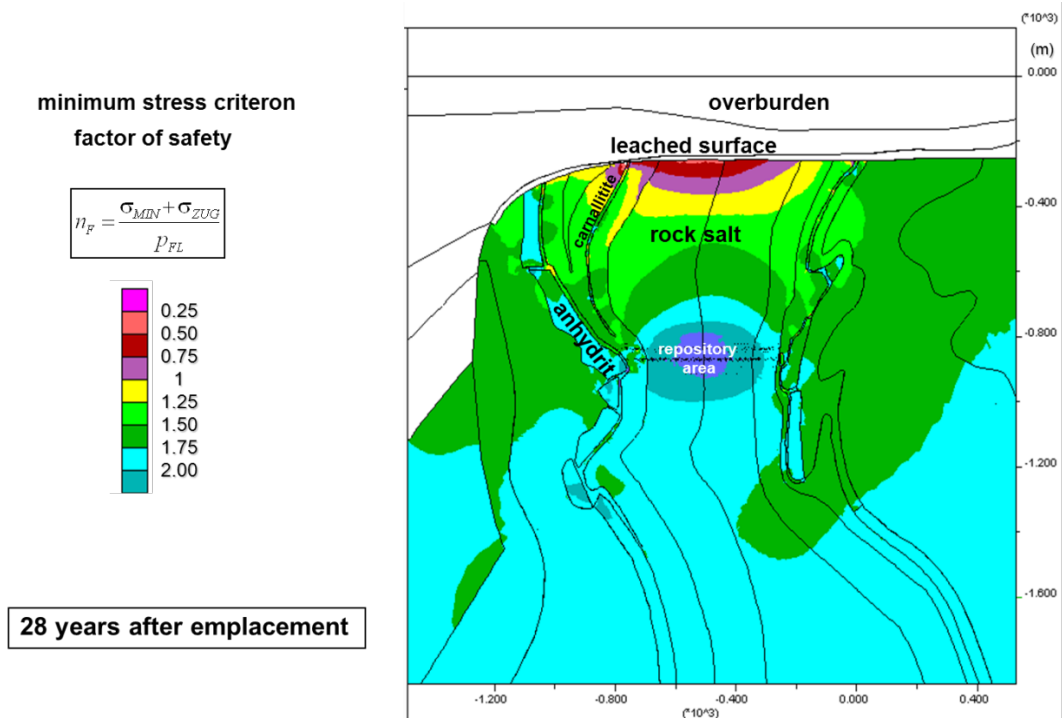 minimum stress criteron
factor of safety
n_F = (σ_MIN + σ_ZUG) / p_FL
0.25
0.50
0.75
1
1.25
1.50
1.75
2.00
28 years after emplacement
(*10^3)
(m)
0.000
-0.400
-0.800
-1.200
-1.600
overburden
leached surface
carnallitite
rock salt
anhydrit
repository
area
-1.200
-0.800
-0.400
0.000
0.400
(*10^3)